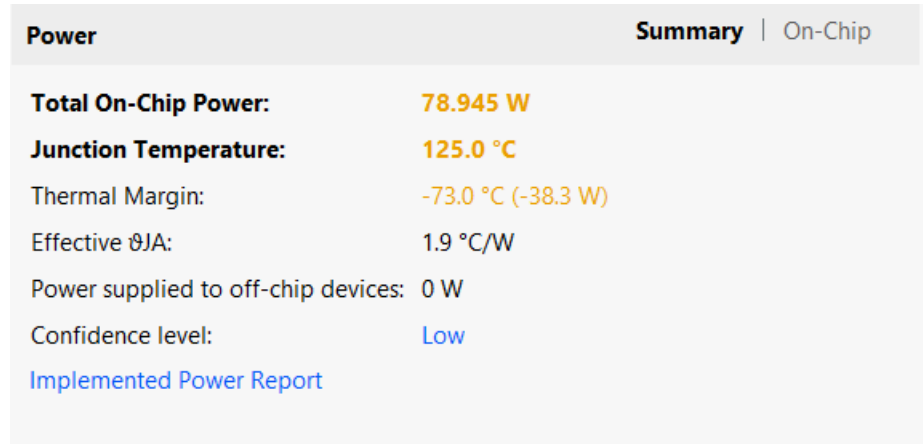 Power
Summary | On-Chip
Total On-Chip Power: 78.945 W
Junction Temperature: 125.0 °C
Thermal Margin: -73.0 °C (-38.3 W)
Effective ϑJA: 1.9 °C/W
Power supplied to off-chip devices: 0 W
Confidence level: Low
Implemented Power Report